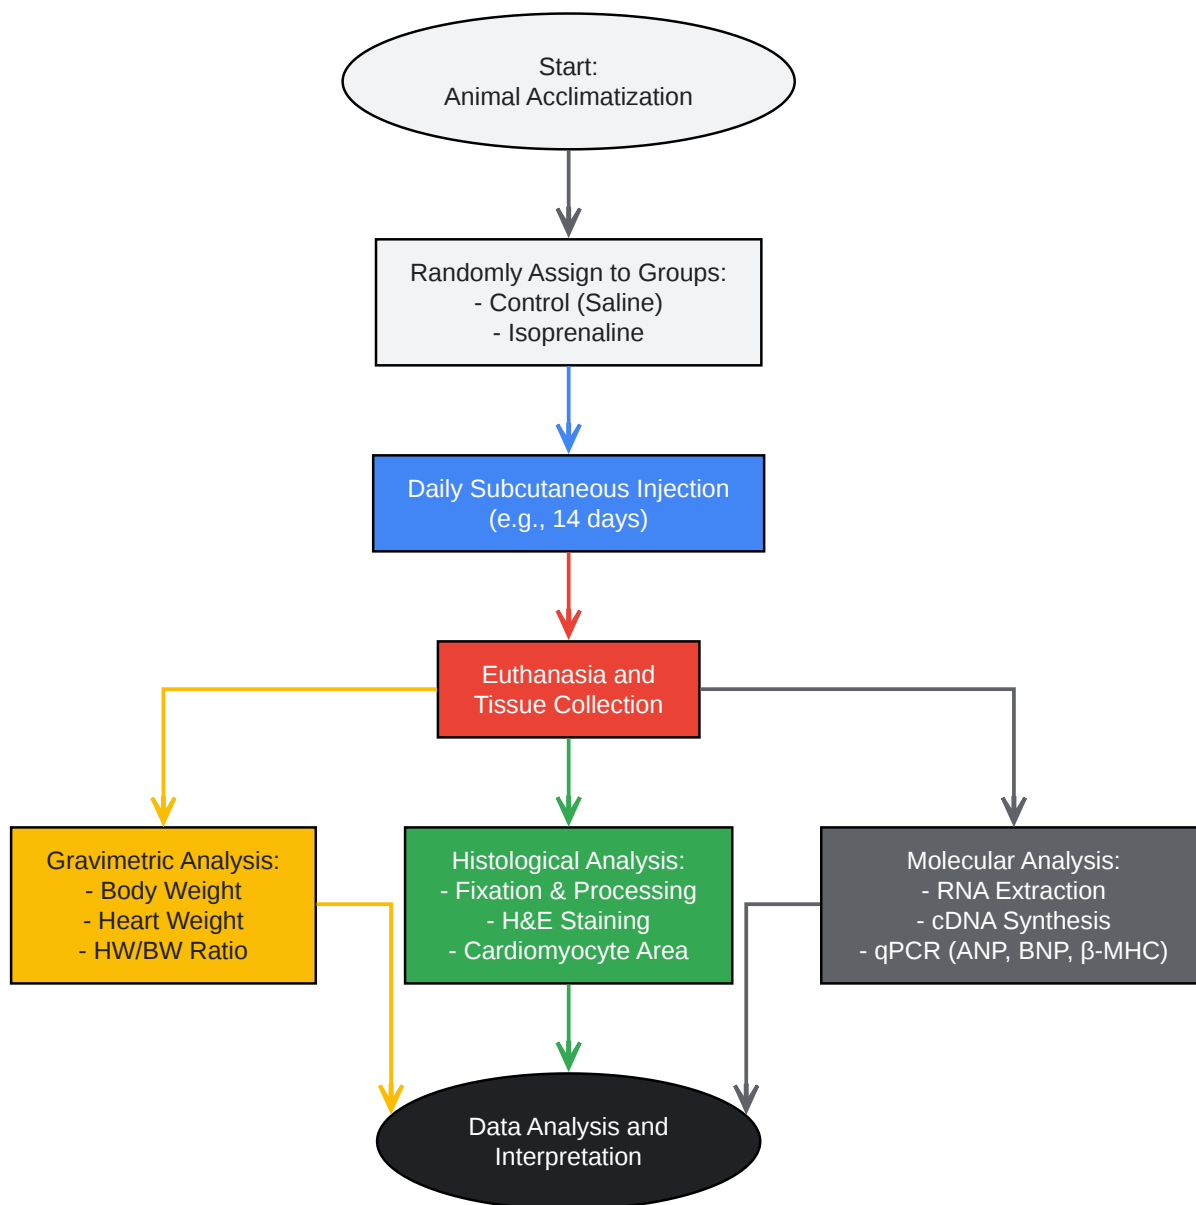 Start:
Animal Acclimatization
Randomly Assign to Groups:
- Control (Saline)
- Isoprenaline
Daily Subcutaneous Injection
(e.g., 14 days)
Euthanasia and
Tissue Collection
Gravimetric Analysis:
- Body Weight
- Heart Weight
- HW/BW Ratio
Histological Analysis:
- Fixation & Processing
- H&E Staining
- Cardiomyocyte Area
Molecular Analysis:
- RNA Extraction
- cDNA Synthesis
- qPCR (ANP, BNP, β-MHC)
Data Analysis and
Interpretation